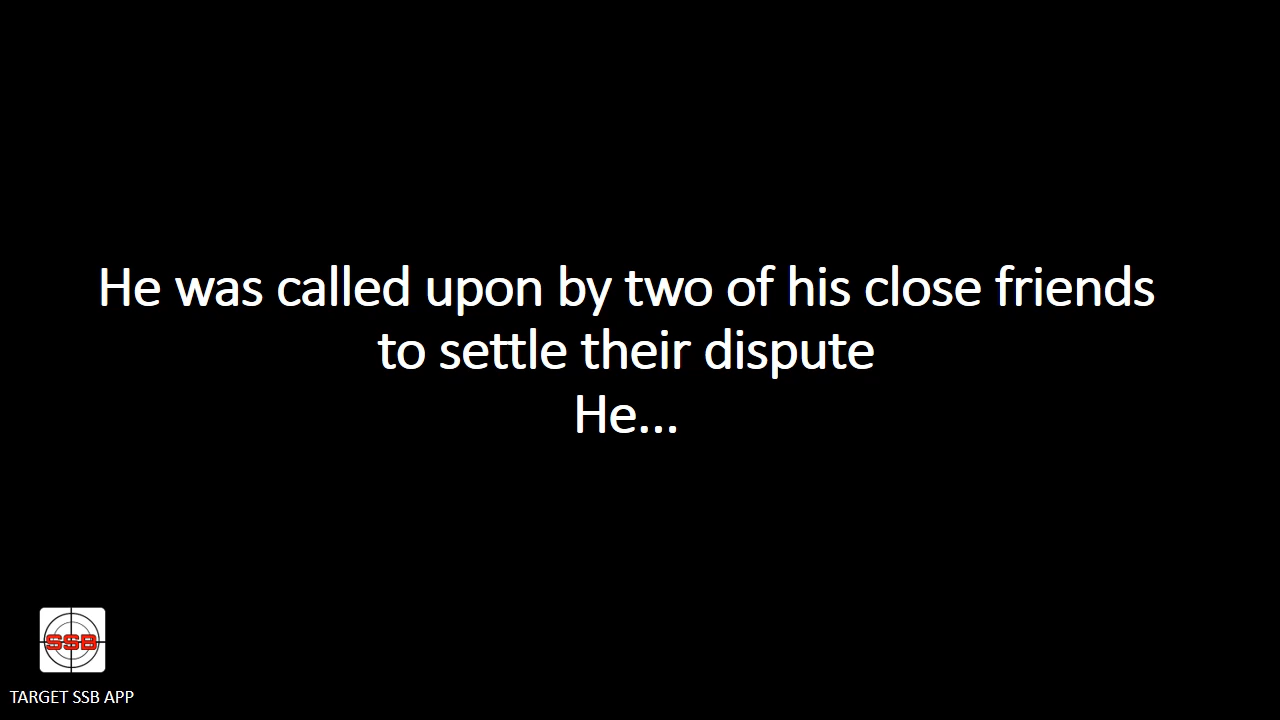 He was called upon by two of his close friends
to settle their dispute
He...
SSB
TARGET SSB APP